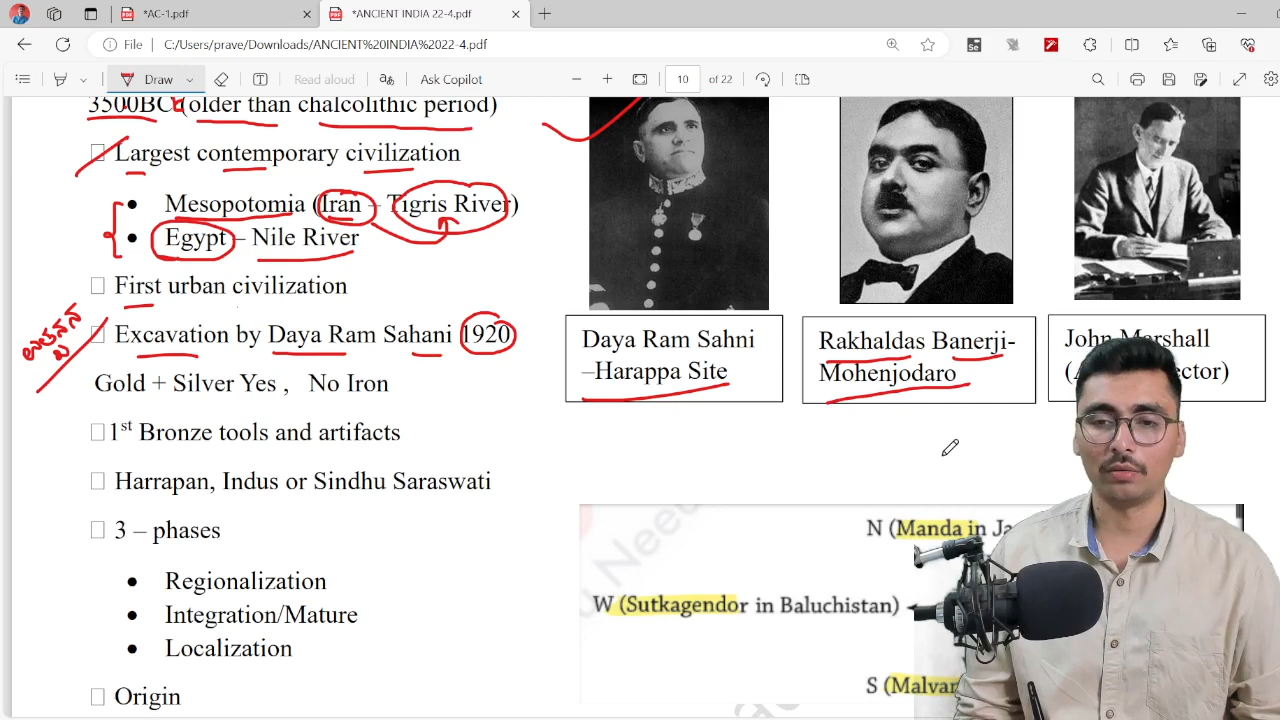 *AC-1.pdf
*ANCIENT INDIA 22-4.pdf
File
C:/Users/prave/Downloads/ANCIENT%20INDIA%2022-4.pdf
Draw
Read aloud
Ask Copilot
10
of 22
3500BC (older than chalcolithic period)
Largest contemporary civilization
Mesopotomia (Iran – Tigris River)
Egypt – Nile River
First urban civilization
Excavation by Daya Ram Sahani 1920
Gold + Silver Yes , No Iron
1st Bronze tools and artifacts
Harrapan, Indus or Sindhu Saraswati
3 – phases
Regionalization
Integration/Mature
Localization
Origin
Daya Ram Sahni
–Harappa Site
Rakhaldas Banerji-
Mohenjodaro
John Marshall
N (Manda in
W (Sutkagendor in Baluchistan)
S